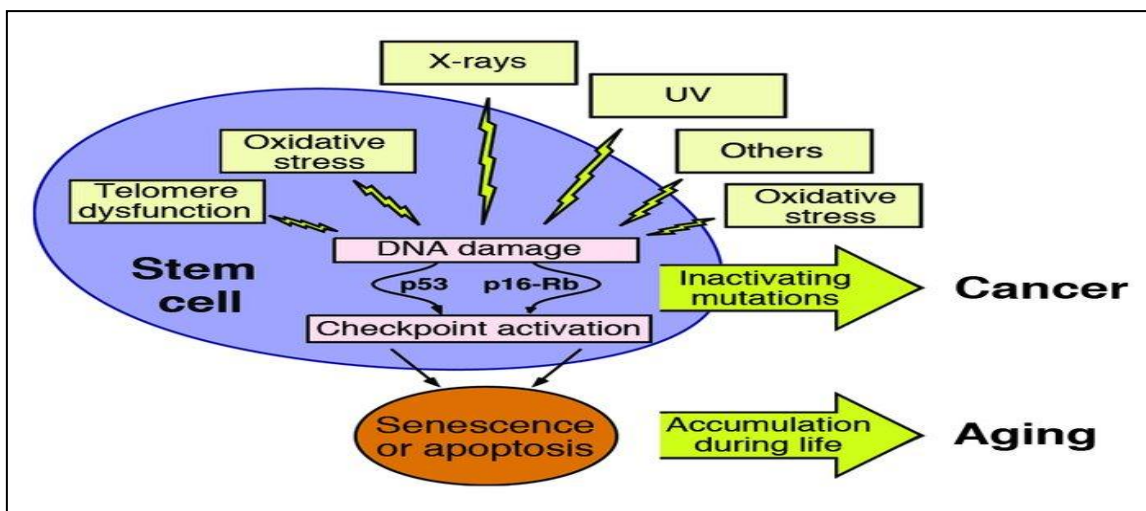 X-rays
UV
Oxidative
stress
Others
Telomere
dysfunction
Oxidative
stress
DNA damage
Stem
cell
p53 p16-Rb
Inactivating
mutations
Cancer
Checkpoint activation
Senescence
or apoptosis
Accumulation
during life
Aging